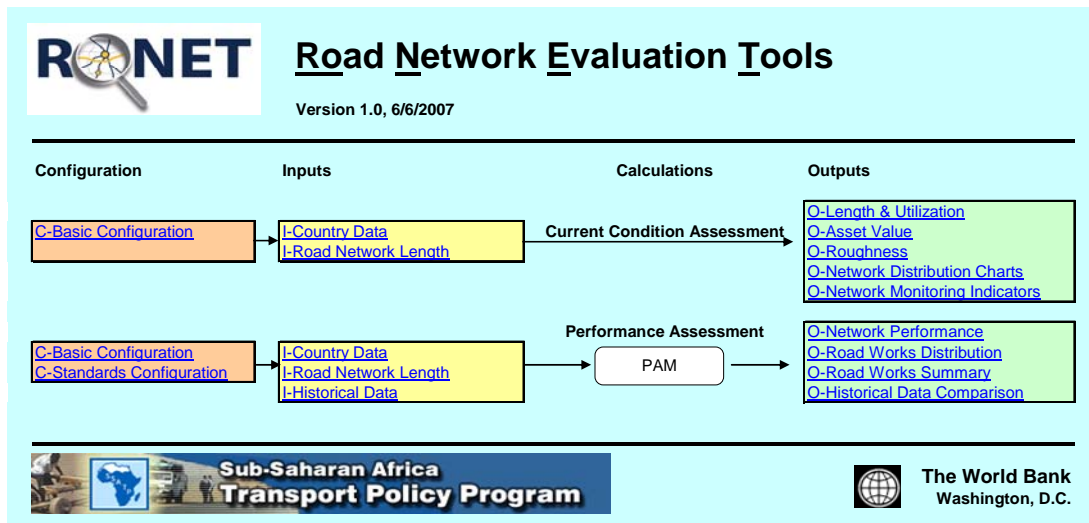 RONET
Road Network Evaluation Tools
Version 1.0, 6/6/2007
Configuration Inputs Calculations Outputs
C-Basic Configuration
I-Country Data
I-Road Network Length
Current Condition Assessment
O-Length & Utilization
O-Asset Value
O-Roughness
O-Network Distribution Charts
O-Network Monitoring Indicators
C-Basic Configuration
C-Standards Configuration
I-Country Data
I-Road Network Length
I-Historical Data
Performance Assessment
PAM
O-Network Performance
O-Road Works Distribution
O-Road Works Summary
O-Historical Data Comparison
Sub-Saharan Africa
Transport Policy Program
The World Bank
Washington, D.C.